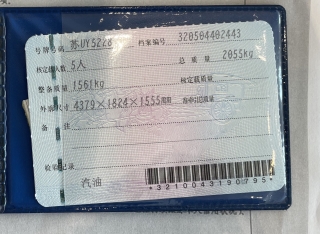 号牌号码 苏UY5228 档案编号 320504402443
核定载人数 5人 总质量 2055kg
整备质量 1561kg 核定载质量
外廓尺寸 4379×1824×1555
备注
检验记录
汽油
*3210043190795*